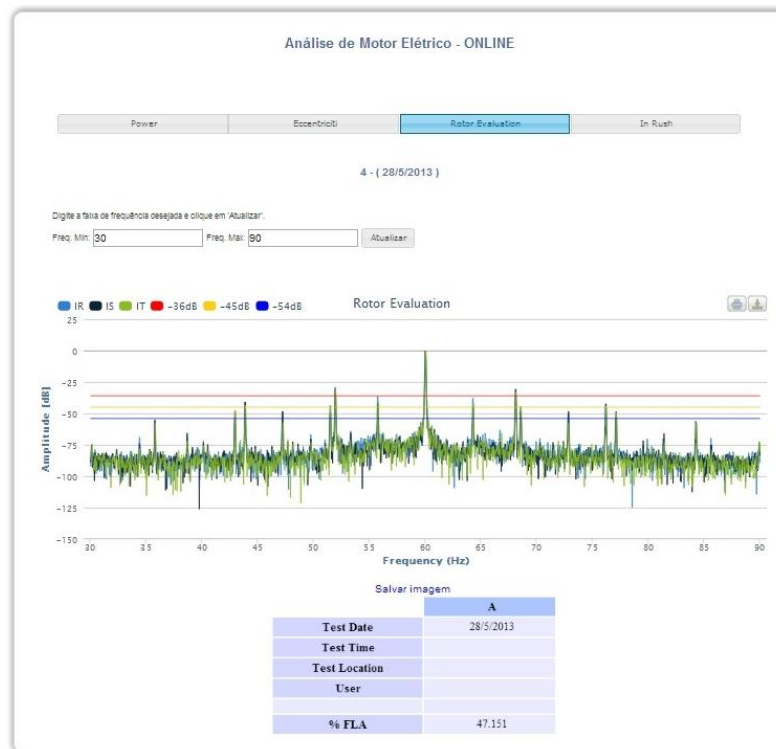 Análise de Motor Elétrico - ONLINE
Power Eccentriciti Rotor Evaluation In Rush
4 - ( 28/5/2013 )
Digite a faixa de frequência desejada e clique em 'Atualizar'.
Freq. Min: 30 Freq. Max: 90 Atualizar
IR IS IT -36dB -45dB -54dB Rotor Evaluation
25
0
-25
-50
-75
-100
-125
-150
Amplitude [dB]
30 35 40 45 50 55 60 65 70 75 80 85 90
Frequency (Hz)
Salvar imagem
A
Test Date 28/5/2013
Test Time
Test Location
User
% FLA 47.151